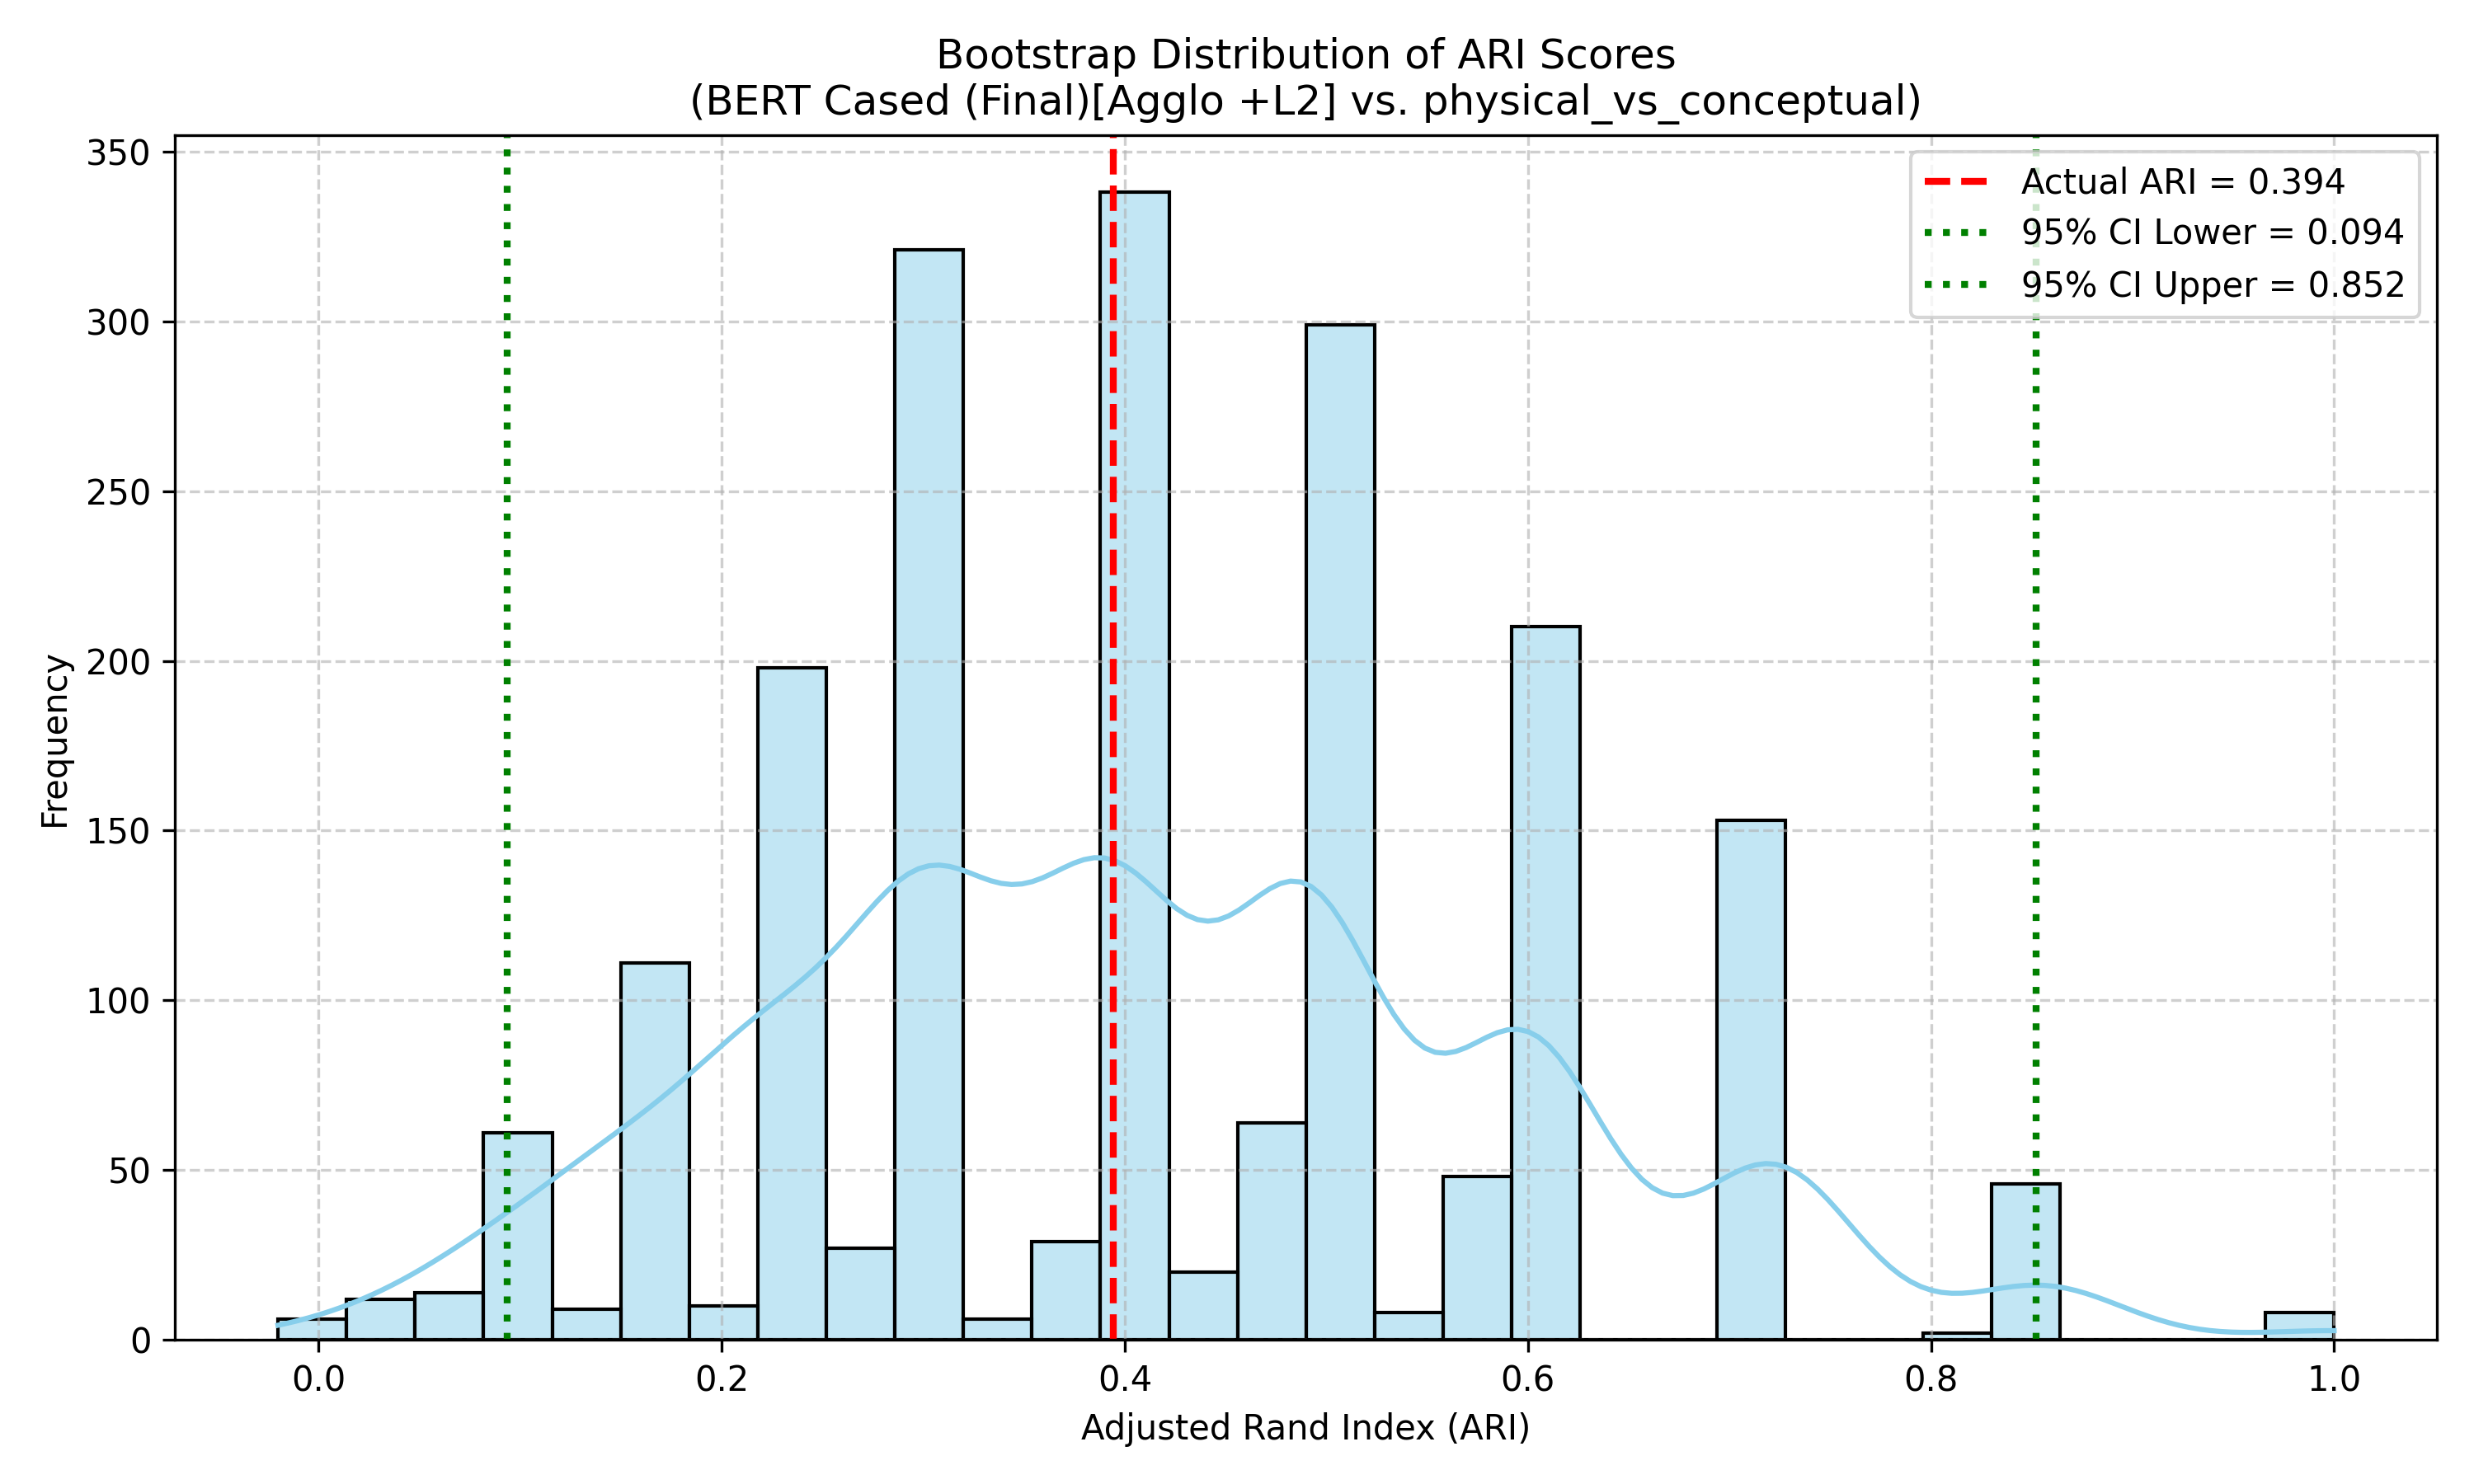 Bootstrap Distribution of ARI Scores
(BERT Cased (Final)[Agglo +L2] vs. physical_vs_conceptual)
Actual ARI = 0.394
95% CI Lower = 0.094
95% CI Upper = 0.852
Frequency
350
300
250
200
150
100
50
0
0.0 0.2 0.4 0.6 0.8 1.0
Adjusted Rand Index (ARI)